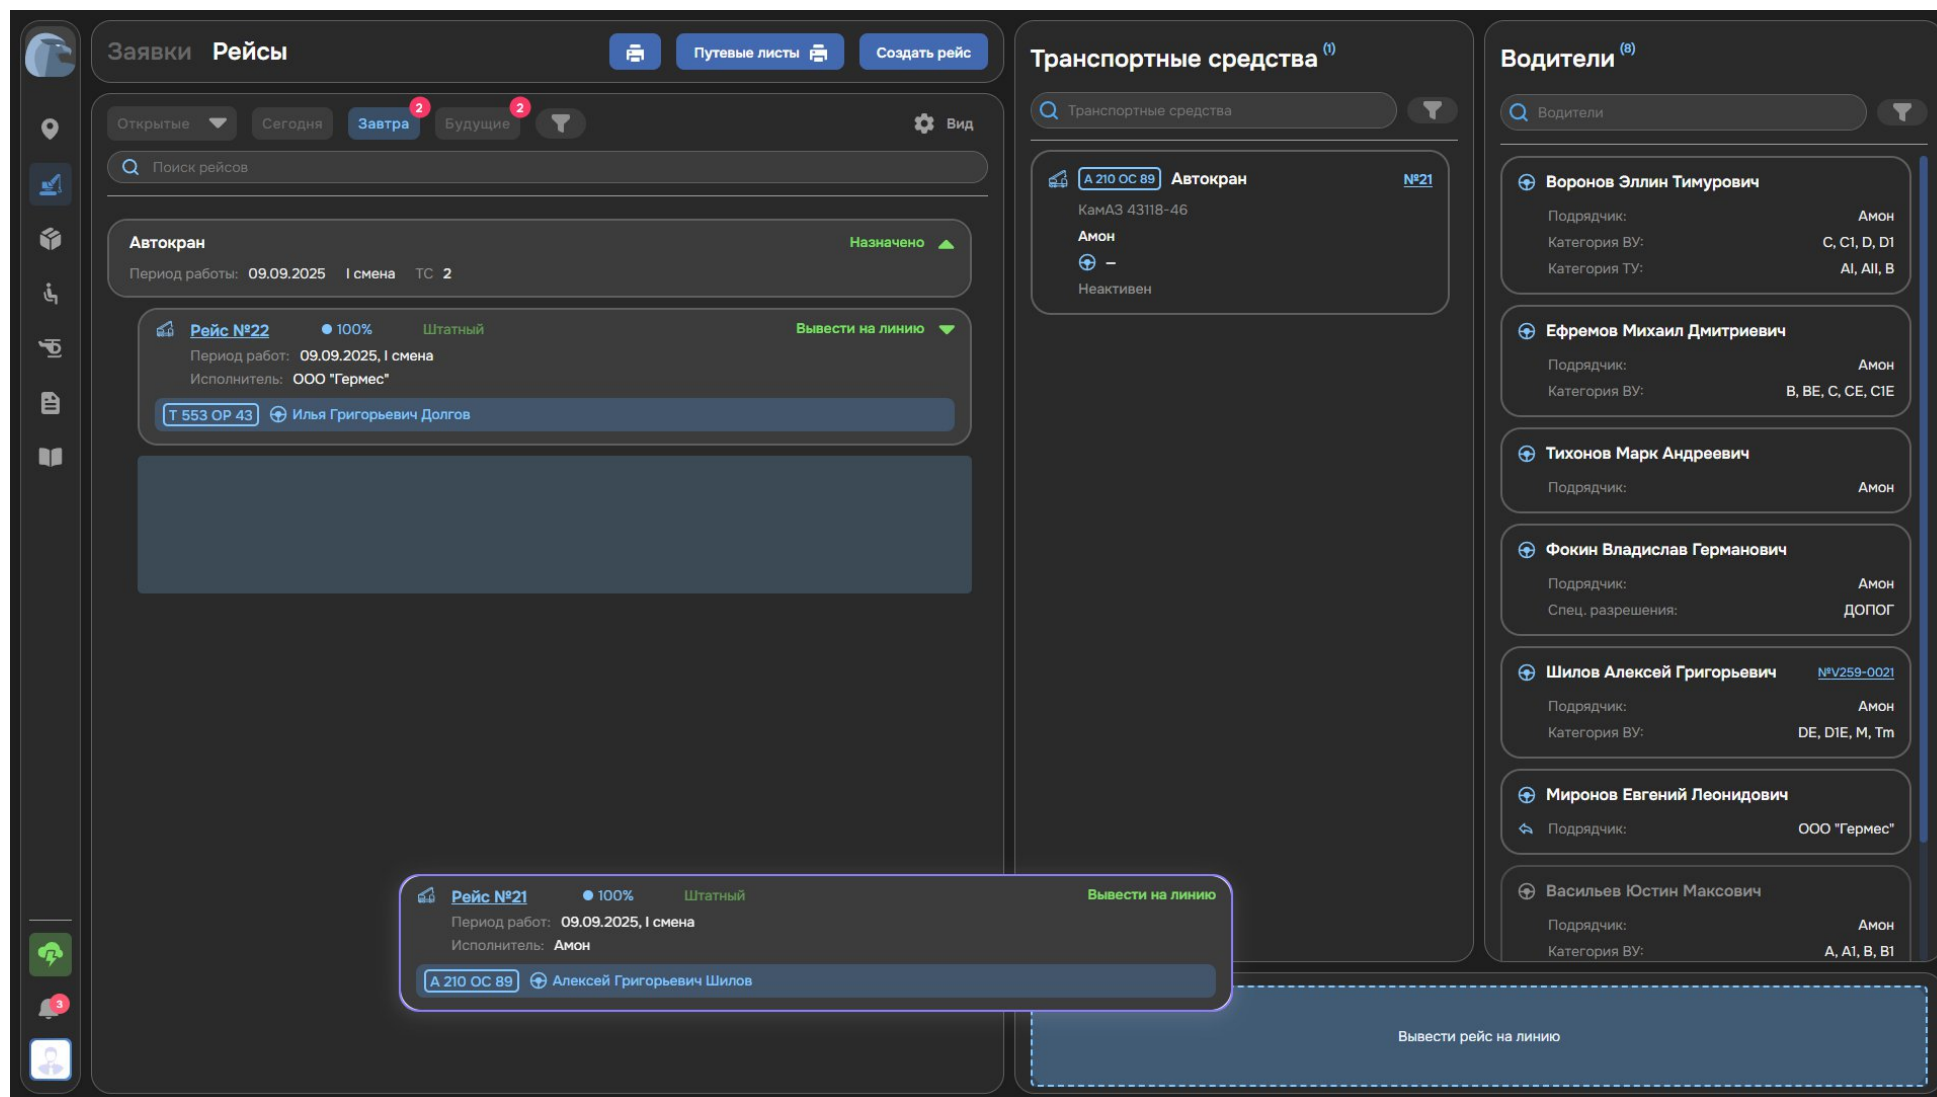 Заявки Рейсы
Путевые листы
Создать рейс
Открытые
Сегодня
Завтра 2
Будущие 2
Вид
Поиск рейсов
Автокран
Назначено
Период работы: 09.09.2025 I смена ТС 2
Рейс №22 100% Штатный Вывести на линию
Период работ: 09.09.2025, I смена
Исполнитель: ООО "Гермес"
Т 553 ОР 43 Илья Григорьевич Долгов
Рейс №21 100% Штатный Вывести на линию
Период работ: 09.09.2025, I смена
Исполнитель: Амон
А 210 ОС 89 Алексей Григорьевич Шилов
3
Транспортные средства (1)
Транспортные средства
А 210 ОС 89 Автокран №21
КамАЗ 43118-46
Амон
–
Неактивен
Водители (8)
Водители
Воронов Эллин Тимурович
Подрядчик: Амон
Категория ВУ: C, C1, D, D1
Категория ТУ: AI, AII, B
Ефремов Михаил Дмитриевич
Подрядчик: Амон
Категория ВУ: B, BE, C, CE, C1E
Тихонов Марк Андреевич
Подрядчик: Амон
Фокин Владислав Германович
Подрядчик: Амон
Спец. разрешения: ДОПОГ
Шилов Алексей Григорьевич №V259-0021
Подрядчик: Амон
Категория ВУ: DE, D1E, M, Tm
Миронов Евгений Леонидович
Подрядчик: ООО "Гермес"
Васильев Юстин Максович
Подрядчик: Амон
Категория ВУ: A, A1, B, B1
Вывести рейс на линию